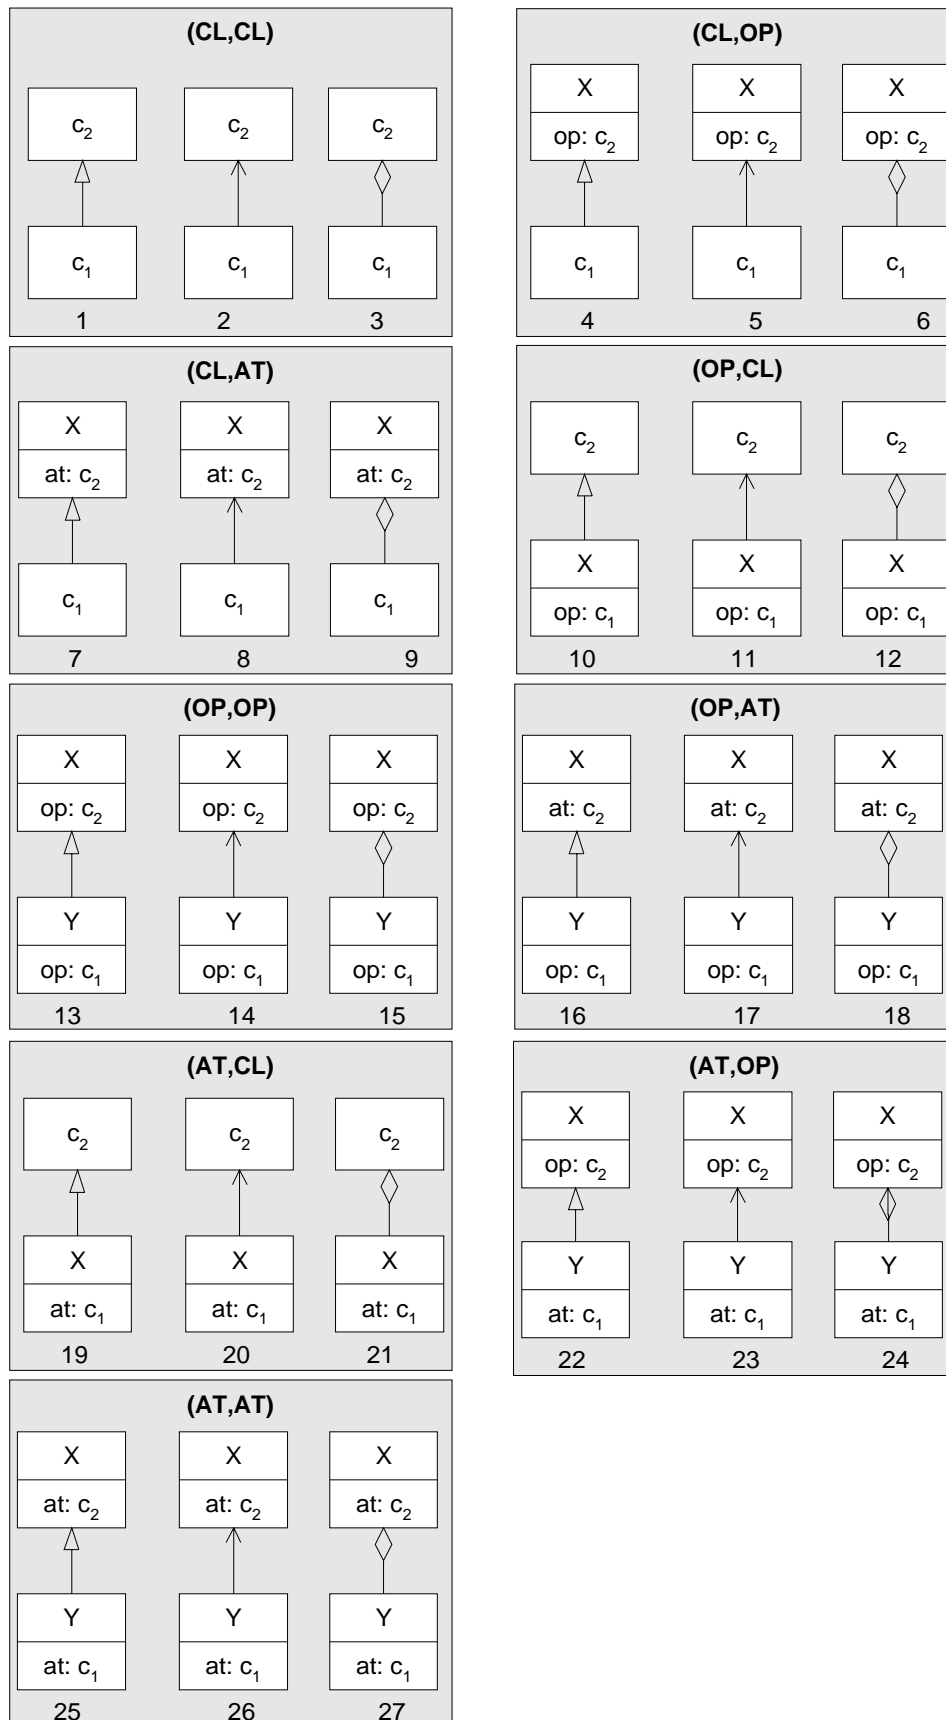 (CL,CL)
c₂ c₂ c₂
c₁ c₁ c₁
1 2 3
(CL,OP)
X X X
op: c₂ op: c₂ op: c₂
c₁ c₁ c₁
4 5 6
(CL,AT)
X X X
at: c₂ at: c₂ at: c₂
c₁ c₁ c₁
7 8 9
(OP,CL)
c₂ c₂ c₂
X X X
op: c₁ op: c₁ op: c₁
10 11 12
(OP,OP)
X X X
op: c₂ op: c₂ op: c₂
Y Y Y
op: c₁ op: c₁ op: c₁
13 14 15
(OP,AT)
X X X
at: c₂ at: c₂ at: c₂
Y Y Y
op: c₁ op: c₁ op: c₁
16 17 18
(AT,CL)
c₂ c₂ c₂
X X X
at: c₁ at: c₁ at: c₁
19 20 21
(AT,OP)
X X X
op: c₂ op: c₂ op: c₂
Y Y Y
at: c₁ at: c₁ at: c₁
22 23 24
(AT,AT)
X X X
at: c₂ at: c₂ at: c₂
Y Y Y
at: c₁ at: c₁ at: c₁
25 26 27